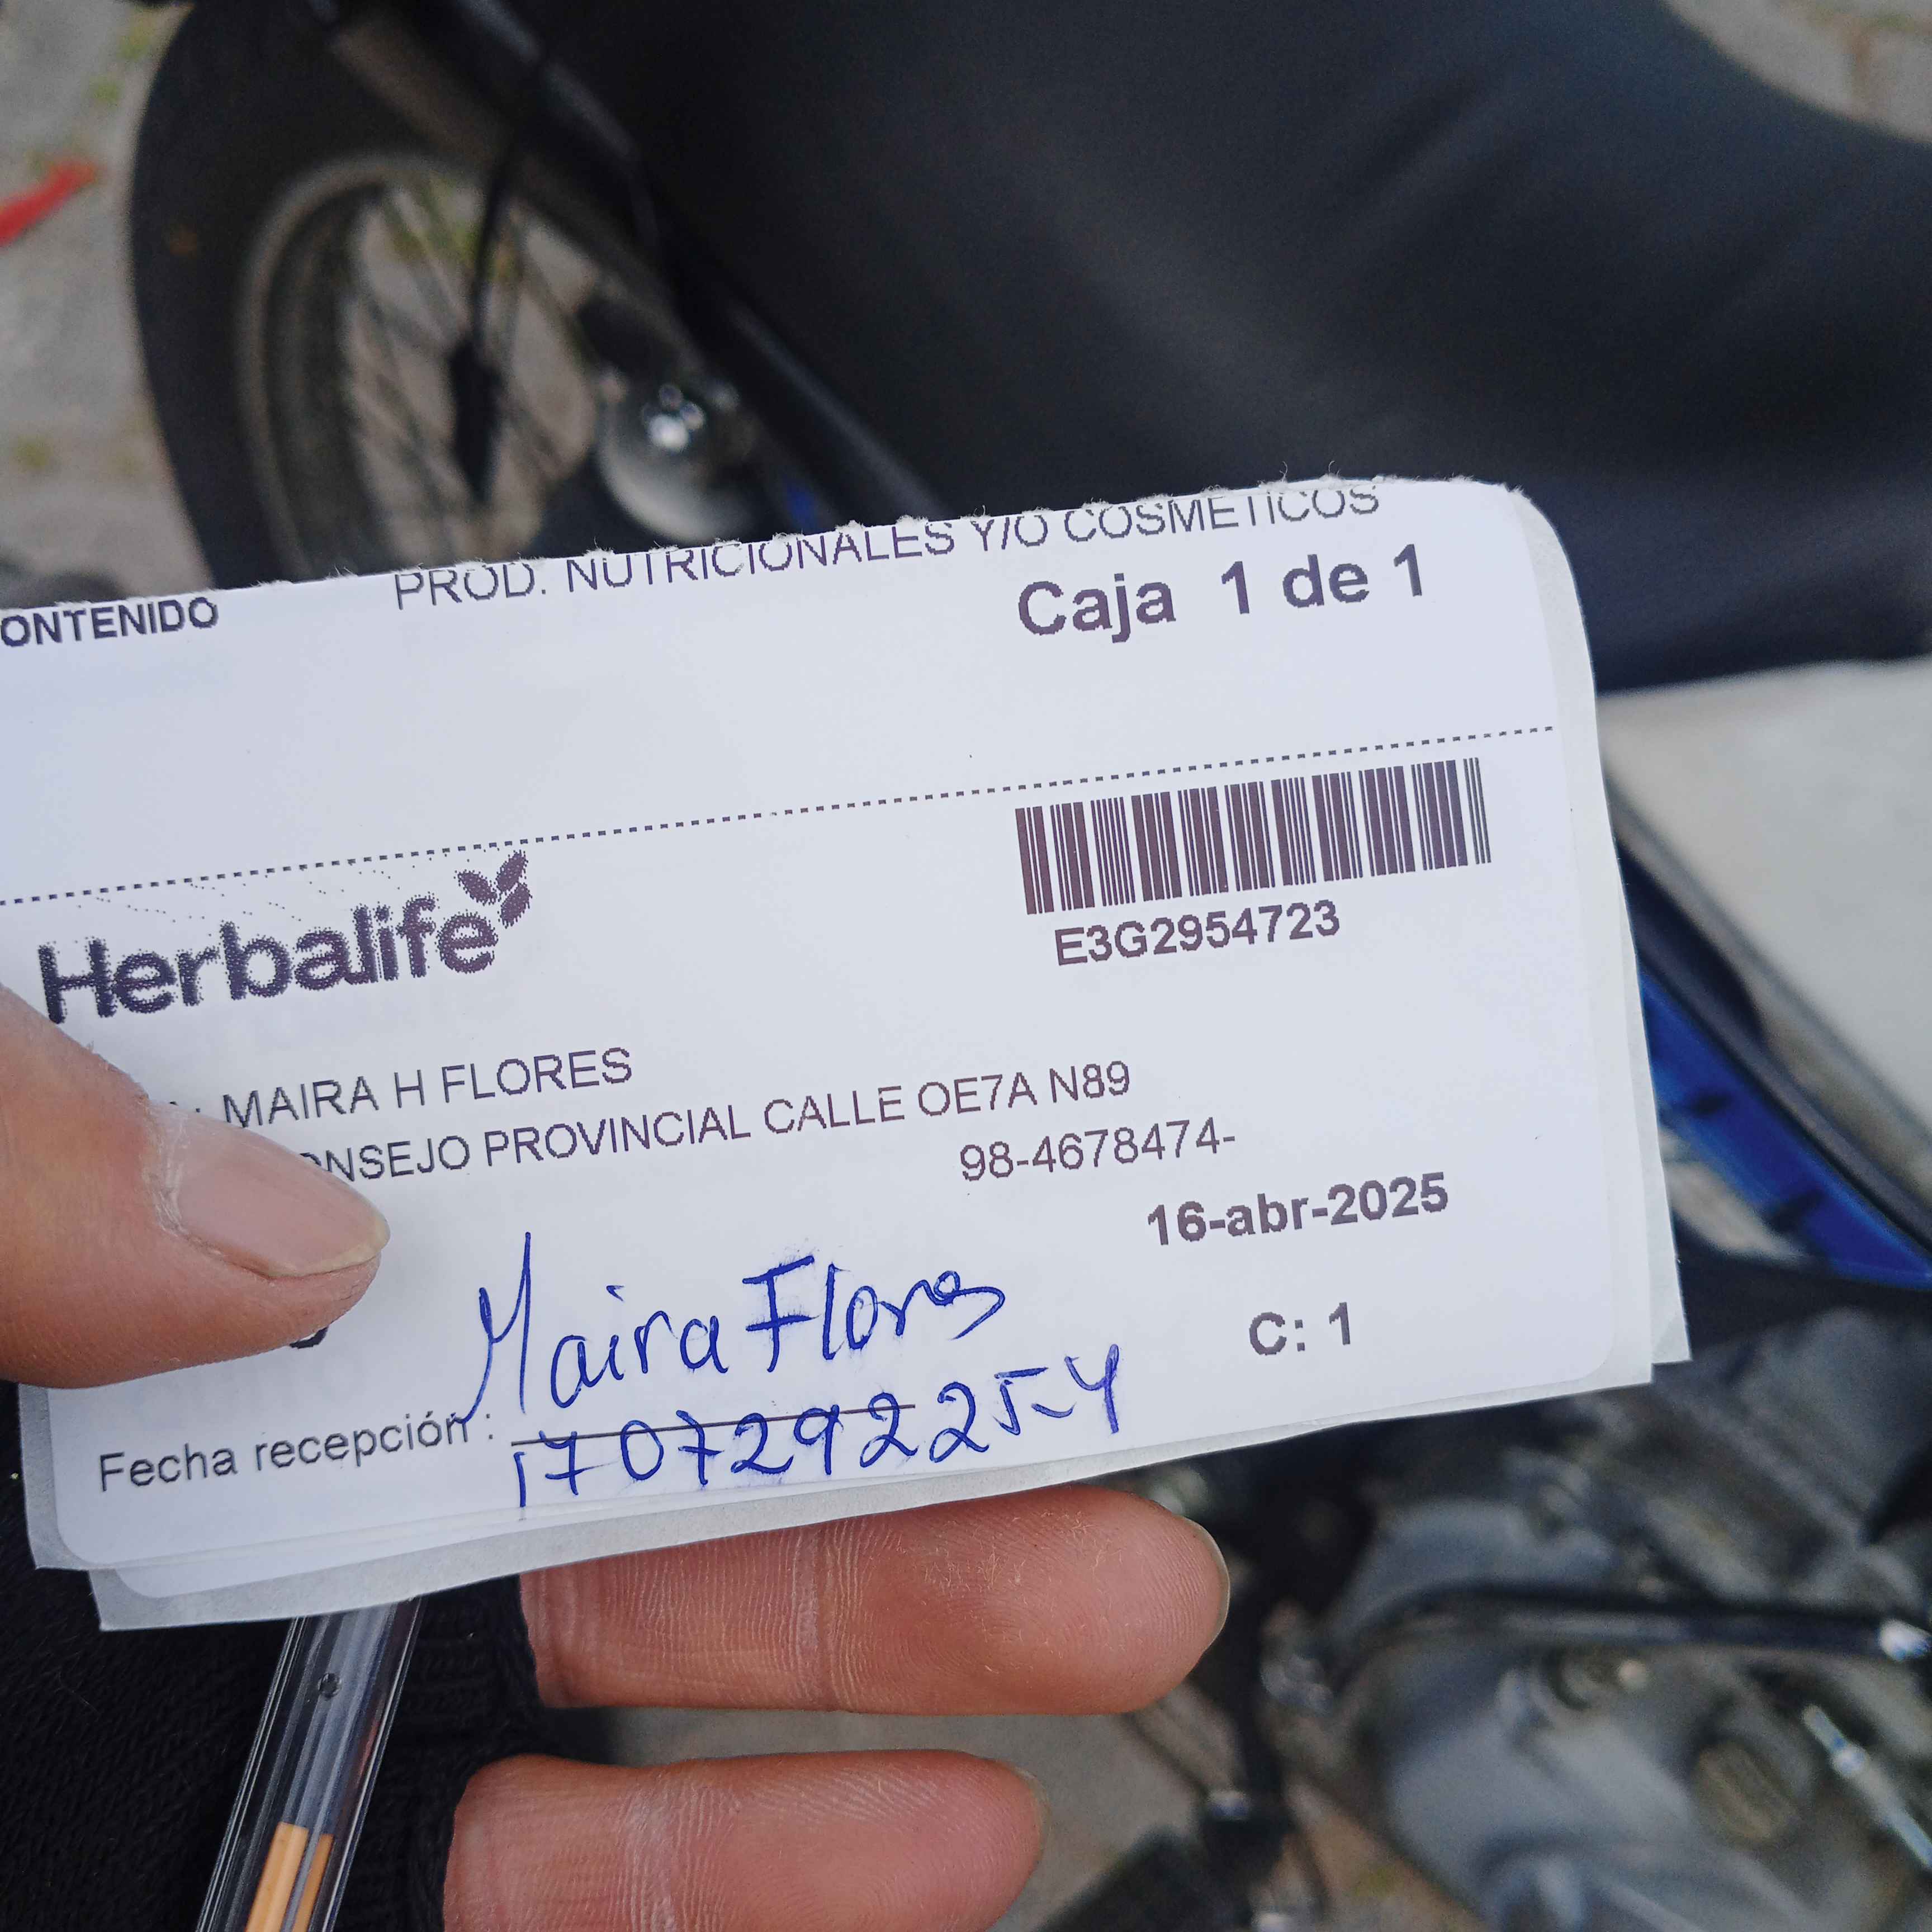 PROD. NUTRICIONALES Y/O COSMETICOS
ONTENIDO
Caja 1 de 1
Herbalife
E3G2954723
MAIRA H FLORES
ONSEJO PROVINCIAL CALLE OE7A N89
98-4678474-
16-abr-2025
Maira Flores
C: 1
Fecha recepción : 170729225-4